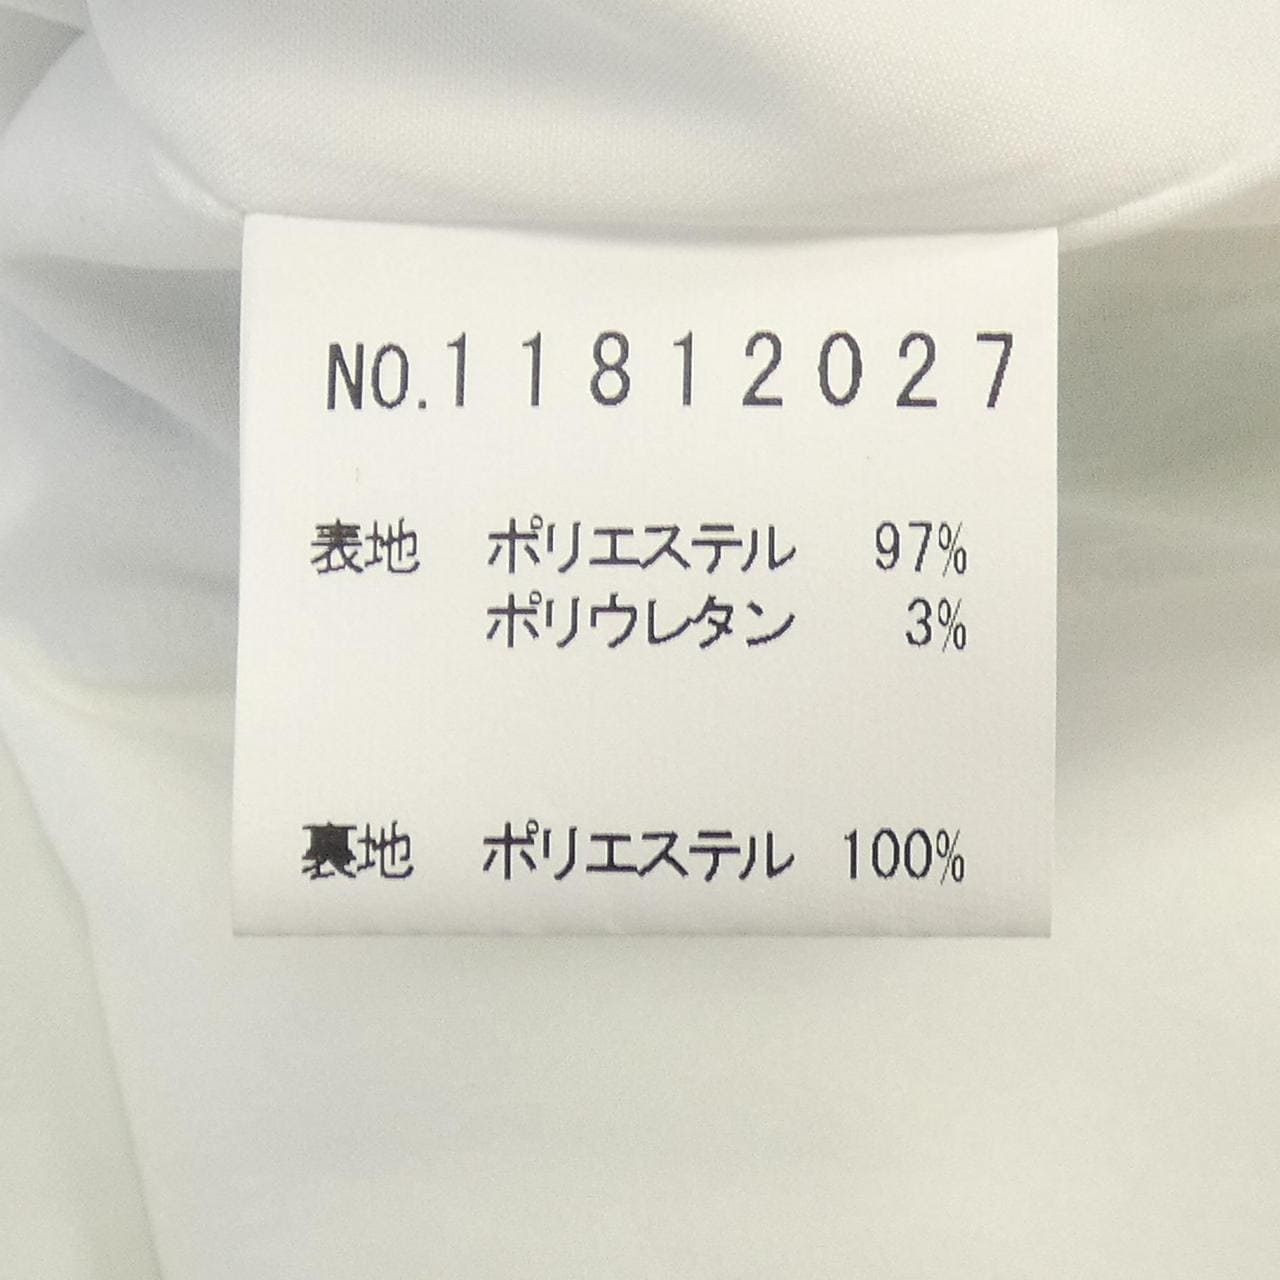 NO.11812027
表地 ポリエステル 97%
ポリウレタン 3%
裏地 ポリエステル 100%